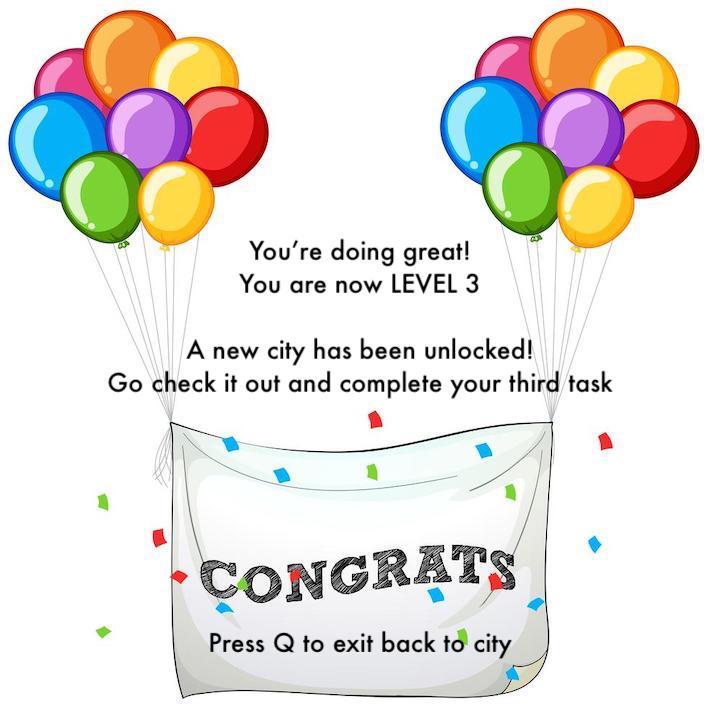 You're doing great!
You are now LEVEL 3
A new city has been unlocked!
Go check it out and complete your third task
CONGRATS
Press Q to exit back to city